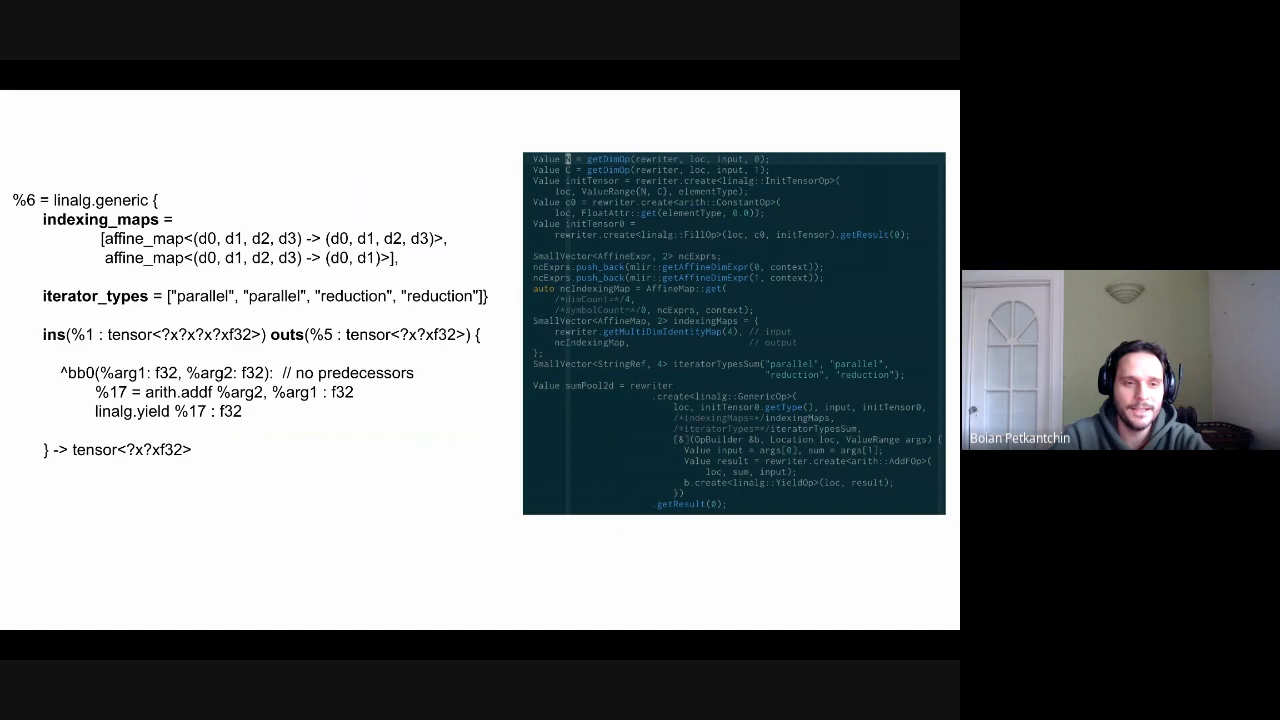 %6 = linalg.generic {
indexing_maps =
[affine_map<(d0, d1, d2, d3) -> (d0, d1, d2, d3)>,
affine_map<(d0, d1, d2, d3) -> (d0, d1)>],
iterator_types = ["parallel", "parallel", "reduction", "reduction"]}
ins(%1 : tensor<?x?x?x?xf32>) outs(%5 : tensor<?x?xf32>) {
^bb0(%arg1: f32, %arg2: f32):  // no predecessors
%17 = arith.addf %arg2, %arg1 : f32
linalg.yield %17 : f32
} -> tensor<?x?xf32>
Value N = getDimOp(rewriter, loc, input, 0);
Value C = getDimOp(rewriter, loc, input, 1);
Value initTensor = rewriter.create<linalg::InitTensorOp>(
loc, ValueRange{N, C}, elementType);
Value c0 = rewriter.create<arith::ConstantOp>(
loc, FloatAttr::get(elementType, 0.0));
Value initTensor0 =
rewriter.create<linalg::FillOp>(loc, c0, initTensor).getResult(0);
SmallVector<AffineExpr, 2> ncExprs;
ncExprs.push_back(mlir::getAffineDimExpr(0, context));
ncExprs.push_back(mlir::getAffineDimExpr(1, context));
auto ncIndexingMap = AffineMap::get(
/*dimCount=*/4,
/*symbolCount=*/0, ncExprs, context);
SmallVector<AffineMap, 2> indexingMaps = {
rewriter.getMultiDimIdentityMap(4), // input
ncIndexingMap, // output
};
SmallVector<StringRef, 4> iteratorTypesSum{"parallel", "parallel",
"reduction", "reduction"};
Value sumPool2d = rewriter
.create<linalg::GenericOp>(
loc, initTensor0.getType(), input, initTensor0,
/*indexingMaps=*/indexingMaps,
/*iteratorTypes=*/iteratorTypesSum,
[&](OpBuilder &b, Location loc, ValueRange args) {
Value input = args[0], sum = args[1];
Value result = rewriter.create<arith::AddFOp>(
loc, sum, input);
b.create<linalg::YieldOp>(loc, result);
})
.getResult(0);
Boian Petkantchin